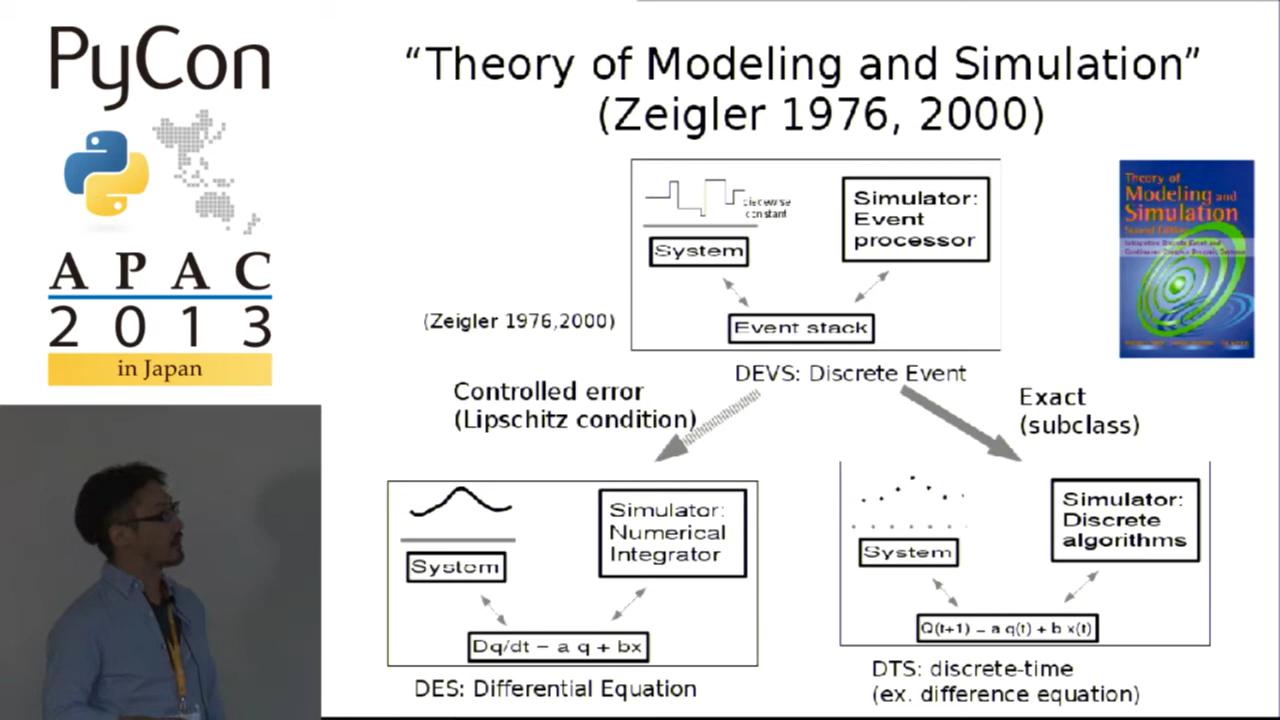 PyCon
APAC
2013
in Japan
“Theory of Modeling and Simulation”
(Zeigler 1976, 2000)
piecwise
constant
System
Simulator:
Event
processor
Event stack
(Zeigler 1976,2000)
DEVS: Discrete Event
Theory of
Modeling and
Simulation
Second Edition
Controlled error
(Lipschitz condition)
Exact
(subclass)
System
Simulator:
Numerical
Integrator
Dq/dt = a q + bx
DES: Differential Equation
System
Simulator:
Discrete
algorithms
Q(t+1) = a q(t) + b x(t)
DTS: discrete-time
(ex. difference equation)